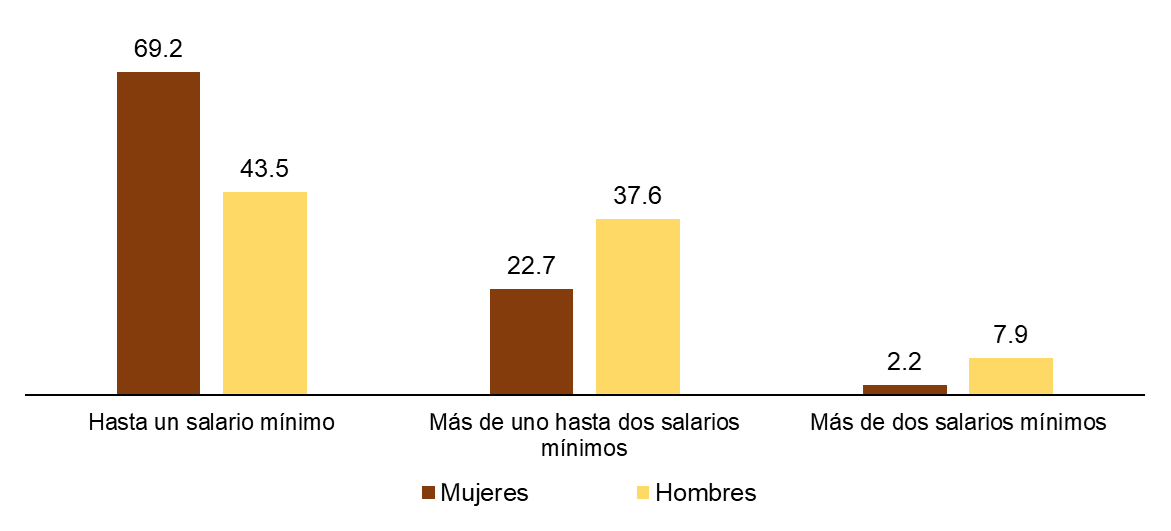 69.2
43.5
37.6
22.7
7.9
2.2
Hasta un salario mínimo
Más de uno hasta dos salarios
mínimos
Más de dos salarios mínimos
Mujeres
Hombres